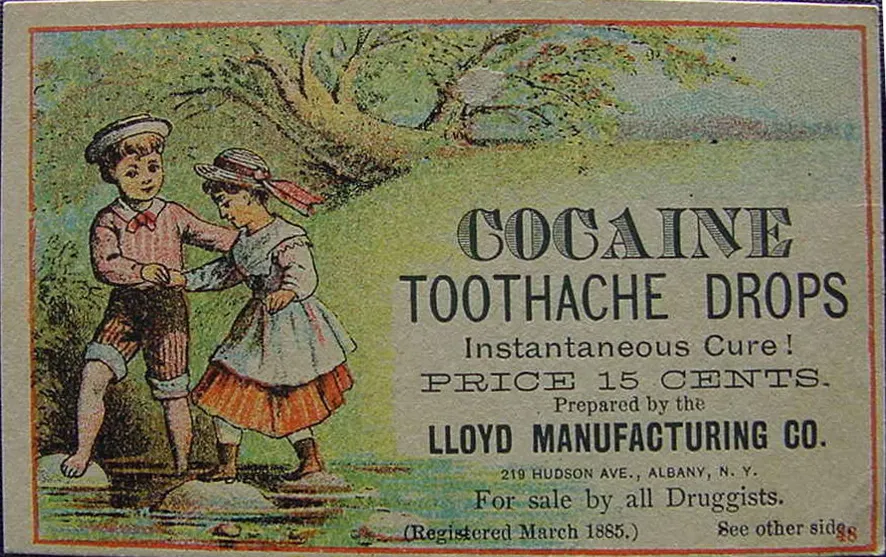 COCAINE
TOOTHACHE DROPS
Instantaneous Cure!
PRICE 15 CENTS.
Prepared by the
LLOYD MANUFACTURING CO.
219 HUDSON AVE., ALBANY, N. Y.
For sale by all Druggists.
(Registered March 1885.) See other side.
48